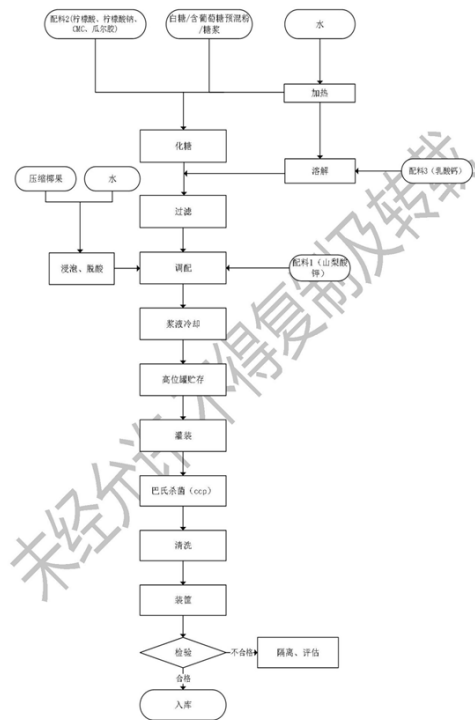 配料2(柠檬酸、柠檬酸钠、
CMC、瓜尔胶)
白糖/含葡萄糖预混粉
/糖浆
水
加热
化糖
溶解
配料3(乳酸钙)
压缩椰果
水
过滤
浸泡、脱酸
调配
配料1（山梨酸
钾）
浆液冷却
高位罐贮存
灌装
巴氏杀菌（ccp）
清洗
装筐
检验
不合格
隔离、评估
合格
入库
未经允许 不得复制及转载